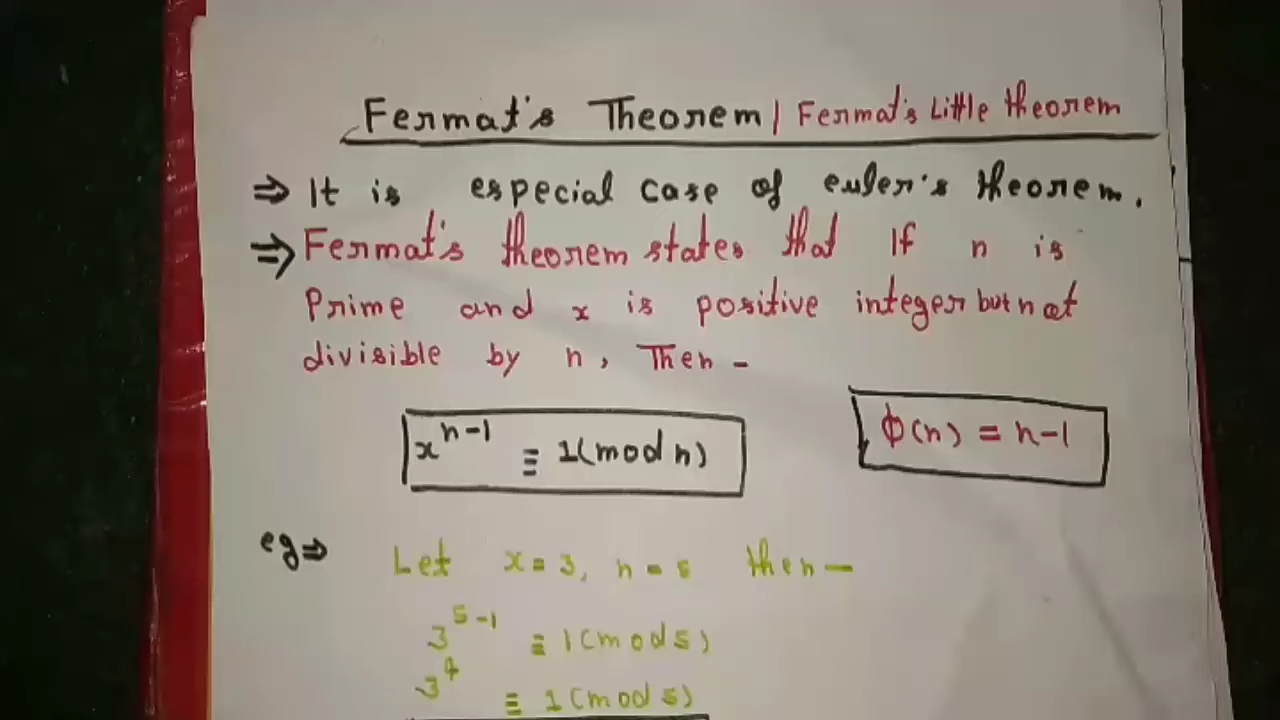 Fermat's Theorem | Fermat's Little theorem
⇒ It is especial case of euler's theorem.
⇒ Fermat's theorem states that If n is
Prime and x is positive integer but not
divisible by n, Then -
x^{n-1} ≡ 1(mod n)
ϕ(n) = n-1
eg ⇒ Let x = 3, n = 5 then -
3^{5-1} ≡ 1(mod 5)
3^4 ≡ 1(mod 5)